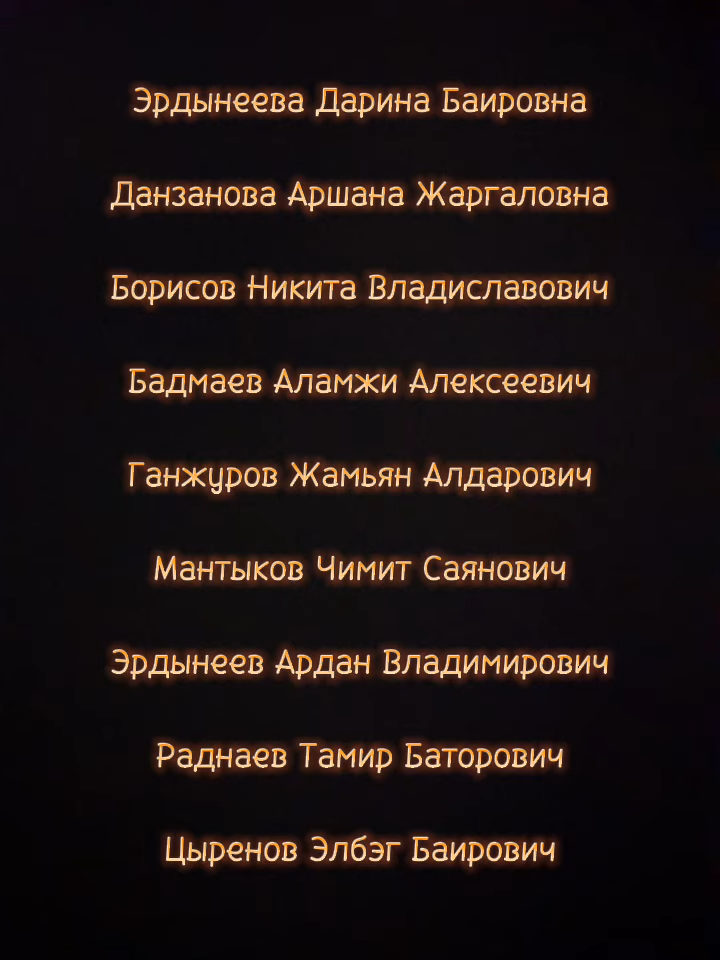 Эрдынеева Дарина Баировна
Данзанова Аршана Жаргаловна
Борисов Никита Владиславович
Бадмаев Аламжи Алексеевич
Ганжуров Жамьян Алдарович
Мантыков Чимит Саянович
Эрдынеев Ардан Владимирович
Раднаев Тамир Баторович
Цыренов Элбэг Баирович